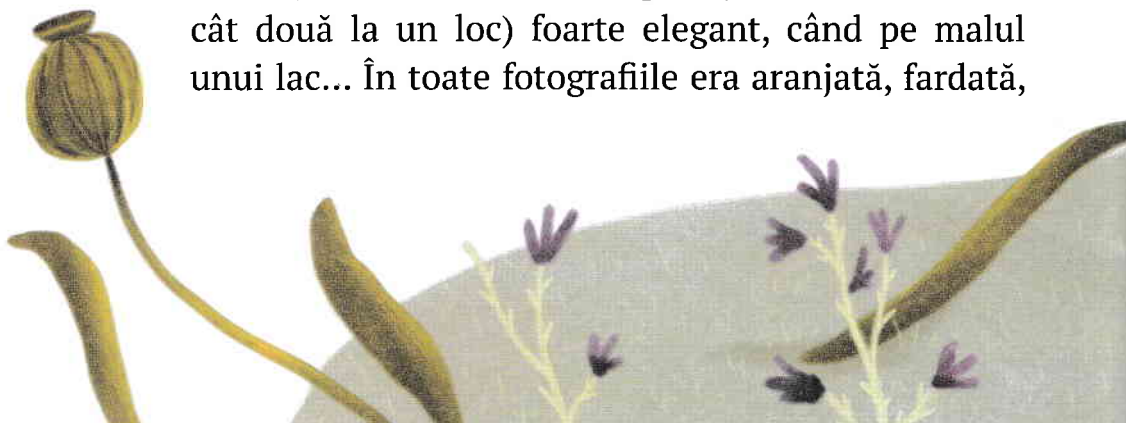 cât două la un loc) foarte elegant, când pe malul
unui lac... În toate fotografiile era aranjată, fardată,